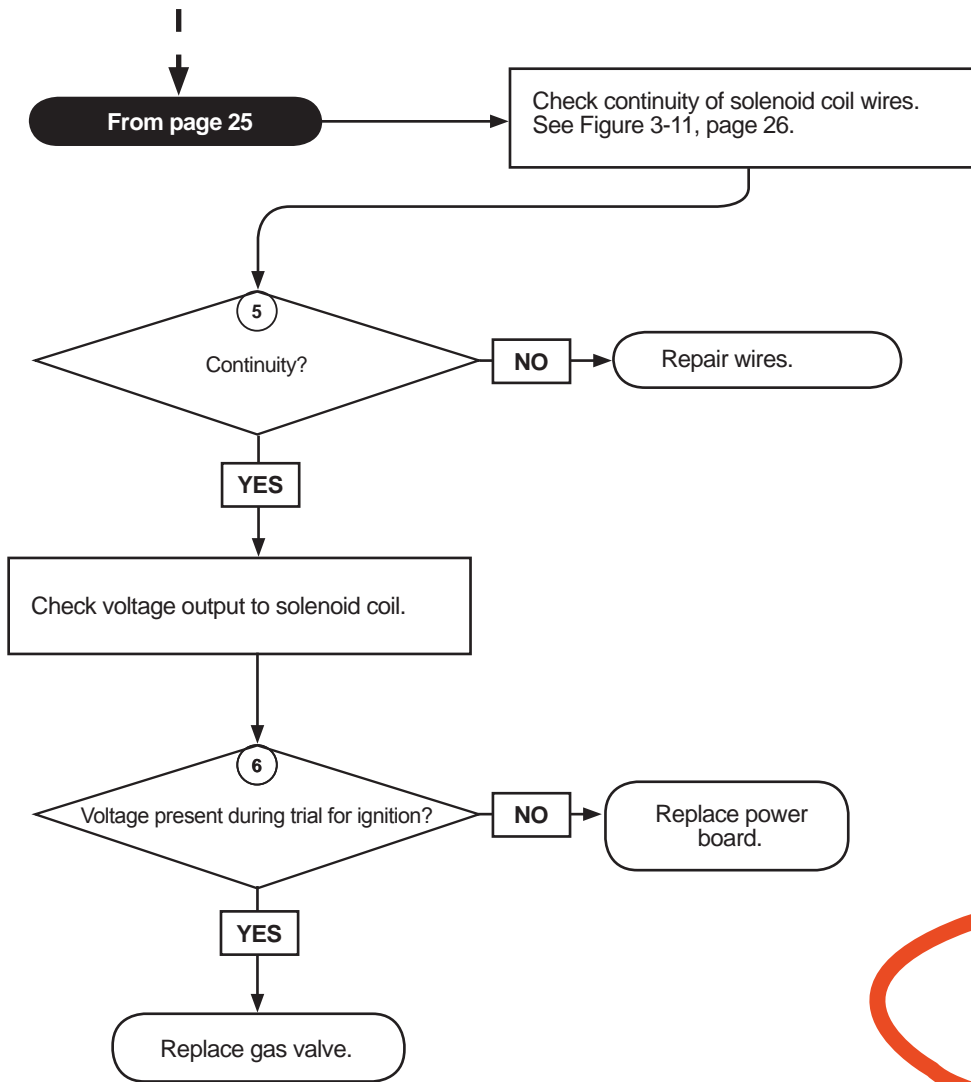 From page 25
Check continuity of solenoid coil wires.
See Figure 3-11, page 26.
5
Continuity?
NO
Repair wires.
YES
Check voltage output to solenoid coil.
6
Voltage present during trial for ignition?
NO
Replace power
board.
YES
Replace gas valve.